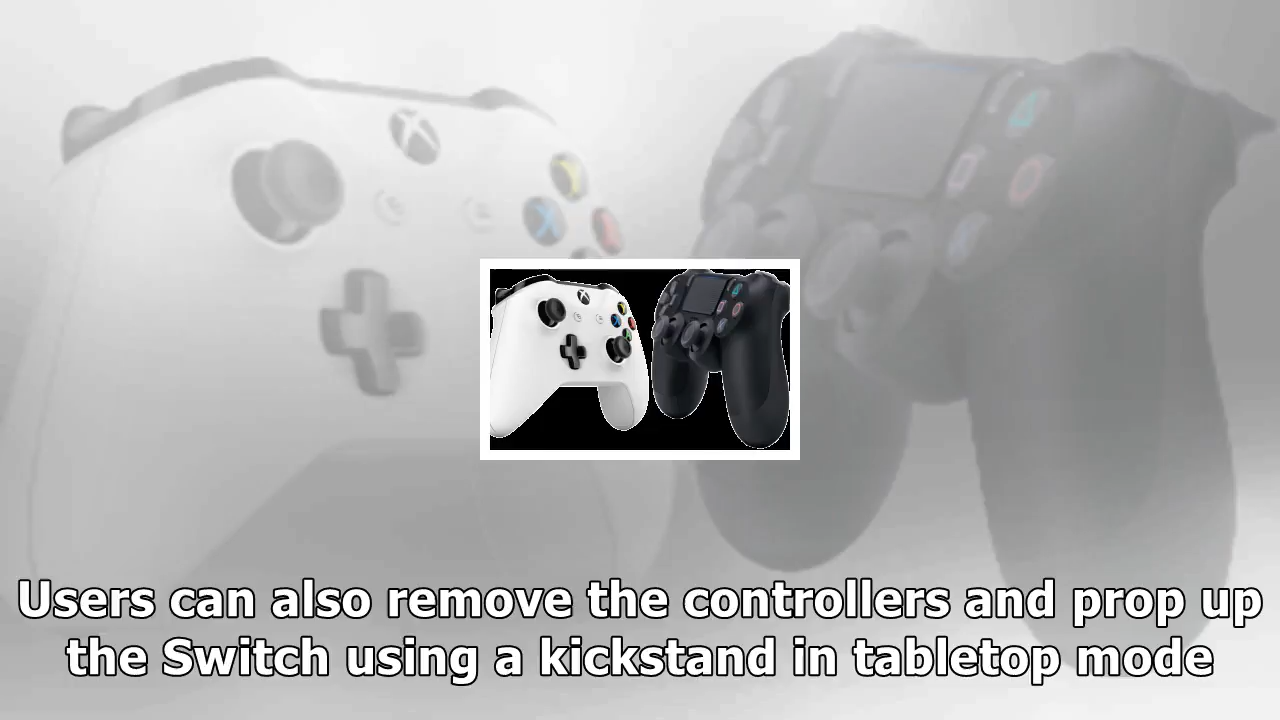 Users can also remove the controllers and prop up
the Switch using a kickstand in tabletop mode